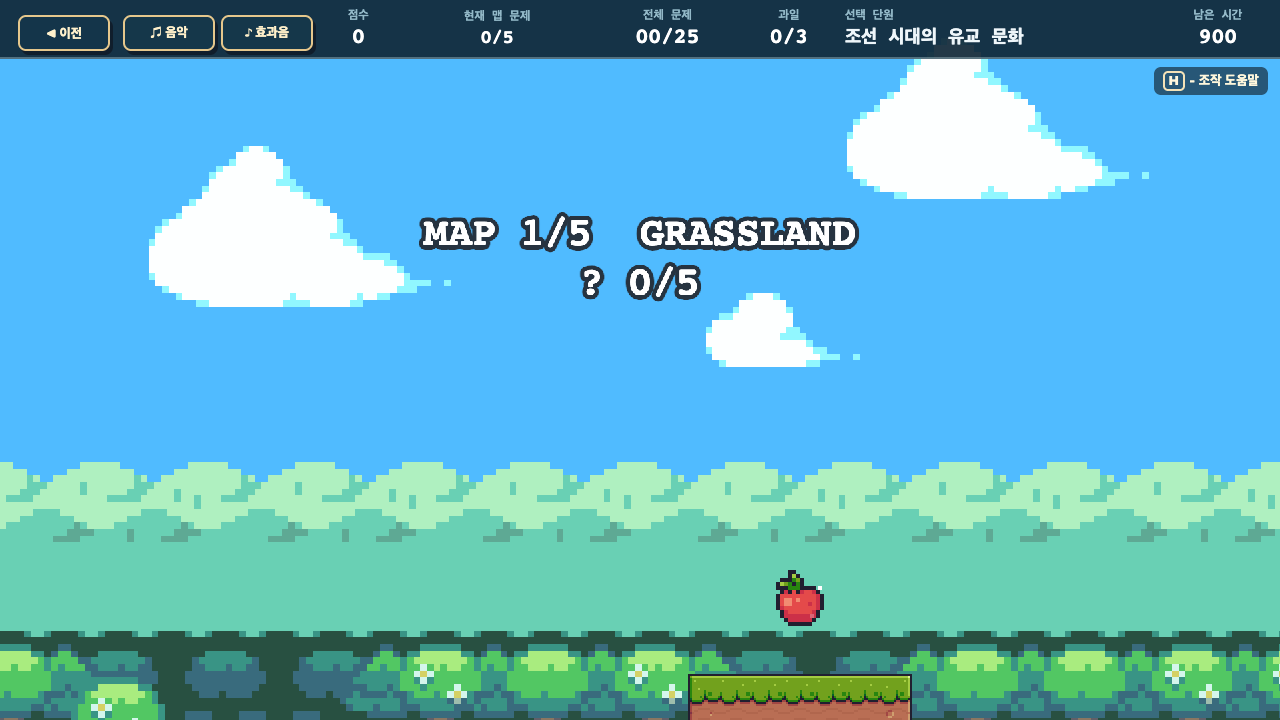 ◀ 이전
♫ 음악
♪ 효과음
점수
0
현재 맵 문제
0/5
전체 문제
00/25
과일
0/3
선택 단원
조선 시대의 유교 문화
남은 시간
900
H - 조작 도움말
MAP 1/5 GRASSLAND
? 0/5